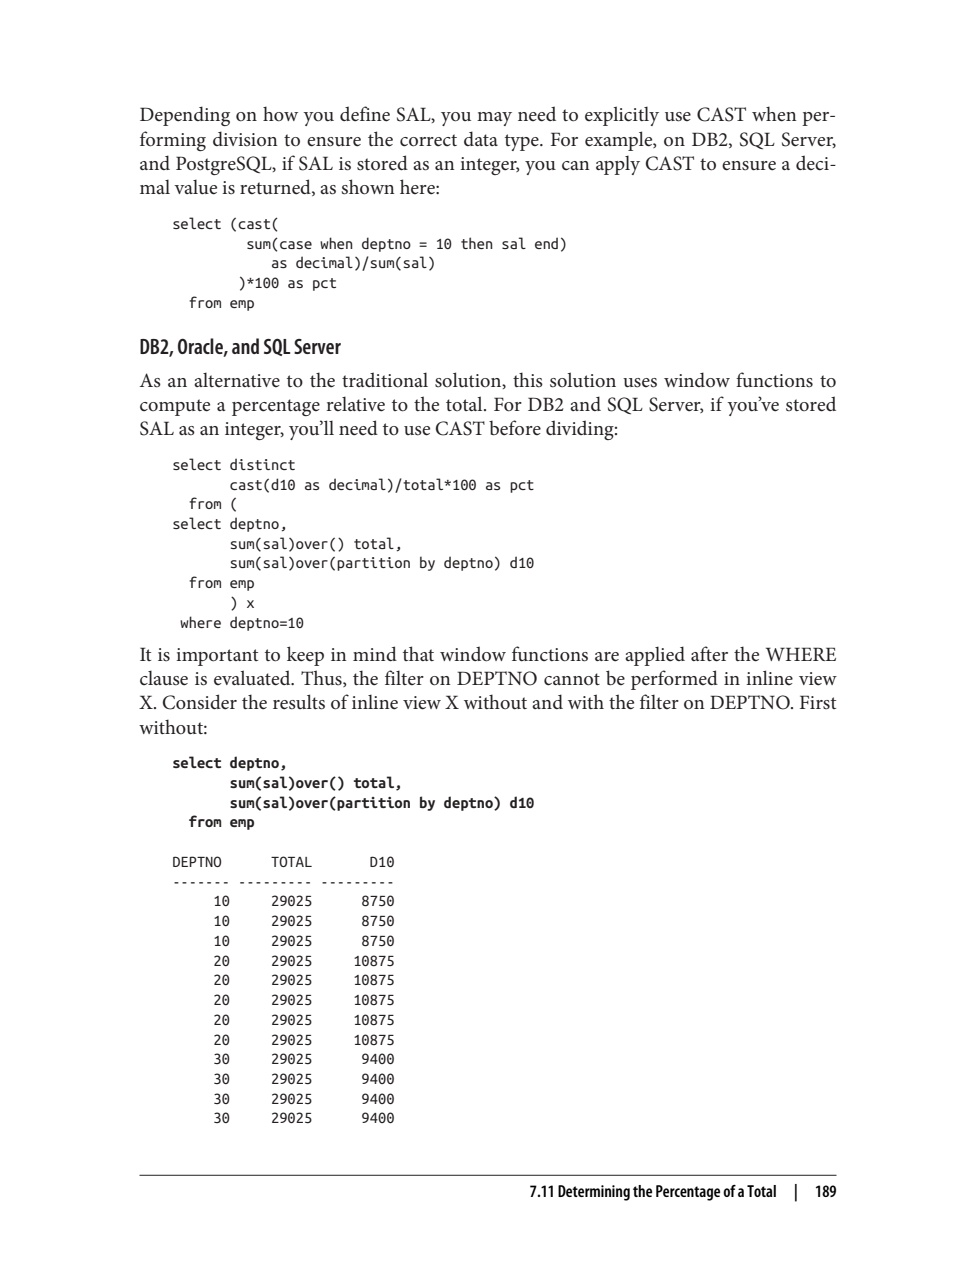 Depending on how you define SAL, you may need to explicitly use CAST when per-
forming division to ensure the correct data type. For example, on DB2, SQL Server,
and PostgreSQL, if SAL is stored as an integer, you can apply CAST to ensure a deci-
mal value is returned, as shown here:
select (cast(
         sum(case when deptno = 10 then sal end)
            as decimal)/sum(sal)
        )*100 as pct
  from emp
DB2, Oracle, and SQL Server
As an alternative to the traditional solution, this solution uses window functions to
compute a percentage relative to the total. For DB2 and SQL Server, if you’ve stored
SAL as an integer, you’ll need to use CAST before dividing:
select distinct
       cast(d10 as decimal)/total*100 as pct
  from (
select deptno,
       sum(sal)over() total,
       sum(sal)over(partition by deptno) d10
  from emp
       ) x
 where deptno=10
It is important to keep in mind that window functions are applied after the WHERE
clause is evaluated. Thus, the filter on DEPTNO cannot be performed in inline view
X. Consider the results of inline view X without and with the filter on DEPTNO. First
without:
select deptno,
       sum(sal)over() total,
       sum(sal)over(partition by deptno) d10
  from emp
DEPTNO      TOTAL       D10
------- --------- ---------
     10     29025      8750
     10     29025      8750
     10     29025      8750
     20     29025     10875
     20     29025     10875
     20     29025     10875
     20     29025     10875
     20     29025     10875
     30     29025      9400
     30     29025      9400
     30     29025      9400
     30     29025      9400
7.11 Determining the Percentage of a Total | 189